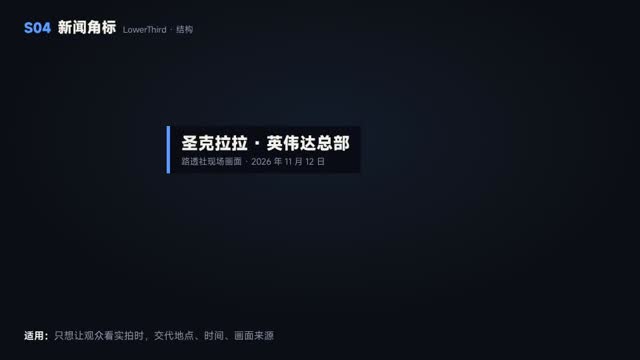 S04 新闻角标 LowerThird · 结构
圣克拉拉 · 英伟达总部
路透社现场画面 · 2026 年 11 月 12 日
适用：只想让观众看实拍时，交代地点、时间、画面来源